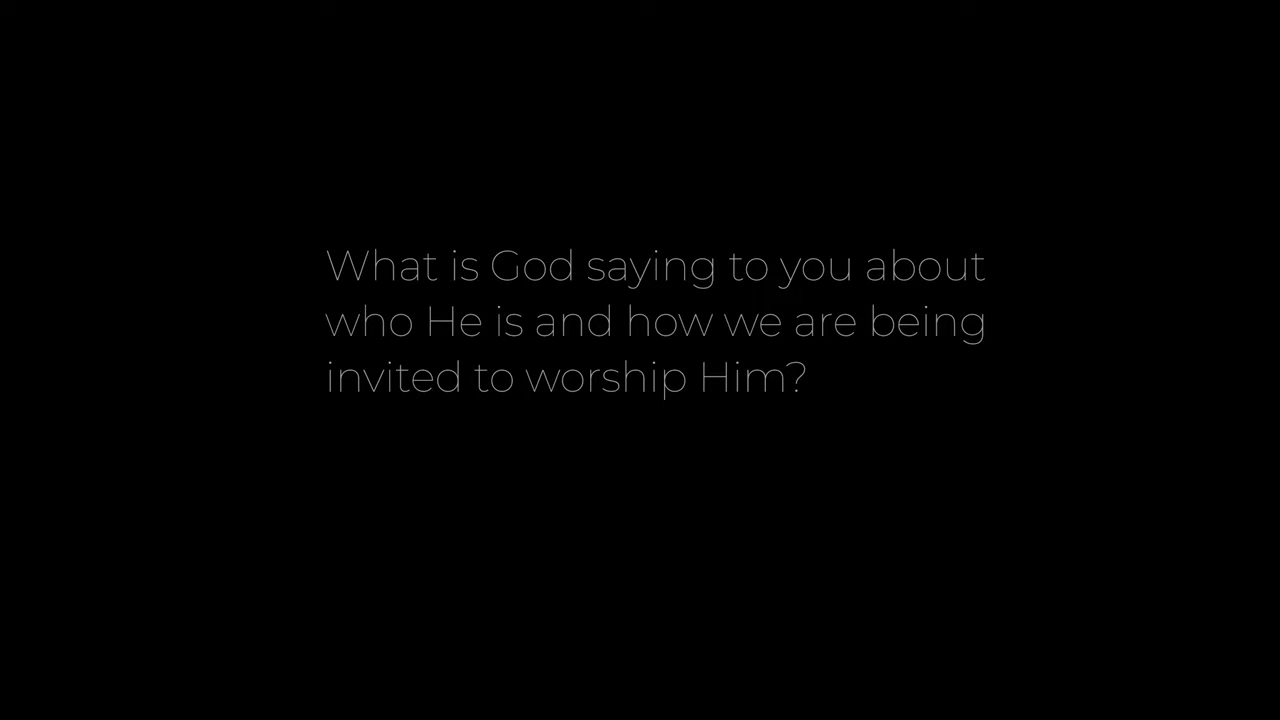 What is God saying to you about
who He is and how we are being
invited to worship Him?